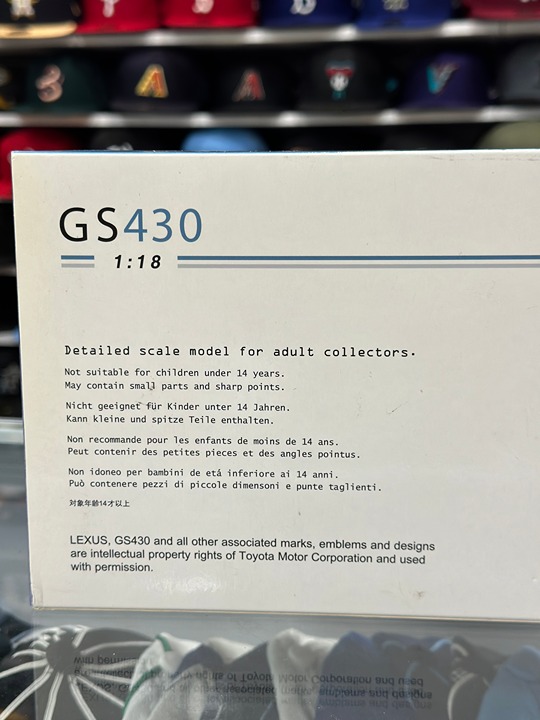 GS430
1:18
Detailed scale model for adult collectors.
Not suitable for children under 14 years.
May contain small parts and sharp points.
Nicht geeignet für Kinder unter 14 Jahren.
Kann kleine und spitze Teile enthalten.
Non recommande pour les enfants de moins de 14 ans.
Peut contenir des petites pieces et des angles pointus.
Non idoneo per bambini de etá inferiore ai 14 anni.
Può contenere pezzi di piccole dimensoni e punte taglienti.
対象年齢14才以上
LEXUS, GS430 and all other associated marks, emblems and designs
are intellectual property rights of Toyota Motor Corporation and used
with permission.